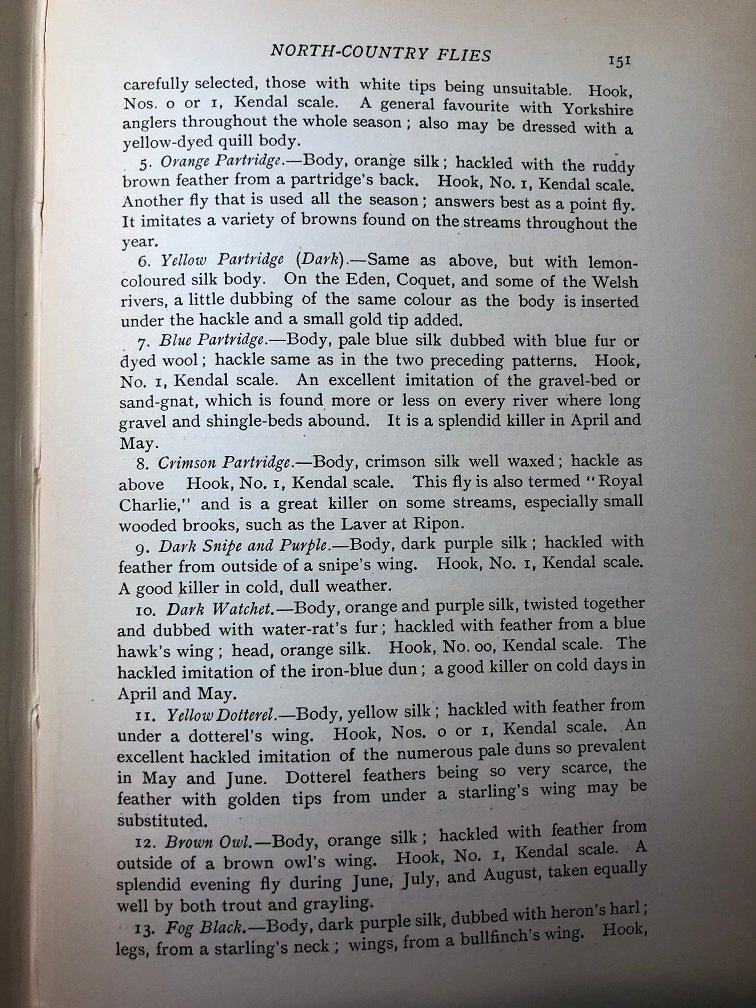 NORTH-COUNTRY FLIES 151
carefully selected, those with white tips being unsuitable. Hook,
Nos. 0 or 1, Kendal scale. A general favourite with Yorkshire
anglers throughout the whole season ; also may be dressed with a
yellow-dyed quill body.
5. Orange Partridge.—Body, orange silk ; hackled with the ruddy
brown feather from a partridge's back. Hook, No. 1, Kendal scale.
Another fly that is used all the season ; answers best as a point fly.
It imitates a variety of browns found on the streams throughout the
year.
6. Yellow Partridge (Dark).—Same as above, but with lemon-
coloured silk body. On the Eden, Coquet, and some of the Welsh
rivers, a little dubbing of the same colour as the body is inserted
under the hackle and a small gold tip added.
7. Blue Partridge.—Body, pale blue silk dubbed with blue fur or
dyed wool ; hackle same as in the two preceding patterns. Hook,
No. 1, Kendal scale. An excellent imitation of the gravel-bed or
sand-gnat, which is found more or less on every river where long
gravel and shingle-beds abound. It is a splendid killer in April and
May.
8. Crimson Partridge.—Body, crimson silk well waxed ; hackle as
above Hook, No. 1, Kendal scale. This fly is also termed "Royal
Charlie," and is a great killer on some streams, especially small
wooded brooks, such as the Laver at Ripon.
9. Dark Snipe and Purple.—Body, dark purple silk ; hackled with
feather from outside of a snipe's wing. Hook, No. 1, Kendal scale.
A good killer in cold, dull weather.
10. Dark Watchet.—Body, orange and purple silk, twisted together
and dubbed with water-rat's fur ; hackled with feather from a blue
hawk's wing ; head, orange silk. Hook, No. 00, Kendal scale. The
hackled imitation of the iron-blue dun ; a good killer on cold days in
April and May.
11. Yellow Dotterel.—Body, yellow silk ; hackled with feather from
under a dotterel's wing. Hook, Nos. 0 or 1, Kendal scale. An
excellent hackled imitation of the numerous pale duns so prevalent
in May and June. Dotterel feathers being so very scarce, the
feather with golden tips from under a starling's wing may be
substituted.
12. Brown Owl.—Body, orange silk ; hackled with feather from
outside of a brown owl's wing. Hook, No. 1, Kendal scale. A
splendid evening fly during June, July, and August, taken equally
well by both trout and grayling.
13. Fog Black.—Body, dark purple silk, dubbed with heron's harl ;
legs, from a starling's neck ; wings, from a bullfinch's wing. Hook,